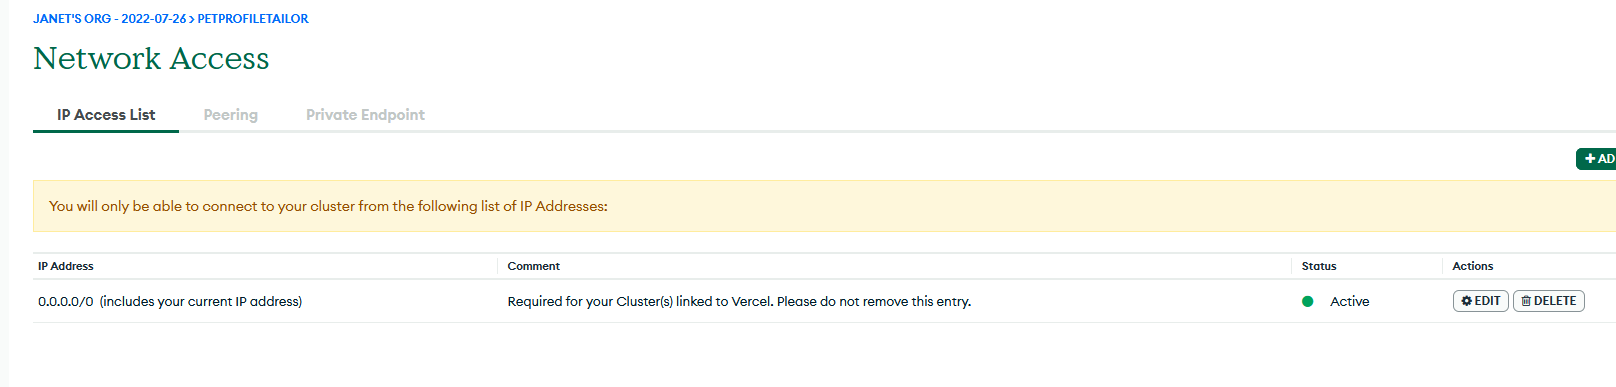 JANET'S ORG - 2022-07-26 > PETPROFILETAILOR
Network Access
IP Access List Peering Private Endpoint
+ AD
You will only be able to connect to your cluster from the following list of IP Addresses:
IP Address Comment Status Actions
0.0.0.0/0 (includes your current IP address) Required for your Cluster(s) linked to Vercel. Please do not remove this entry. Active EDIT DELETE